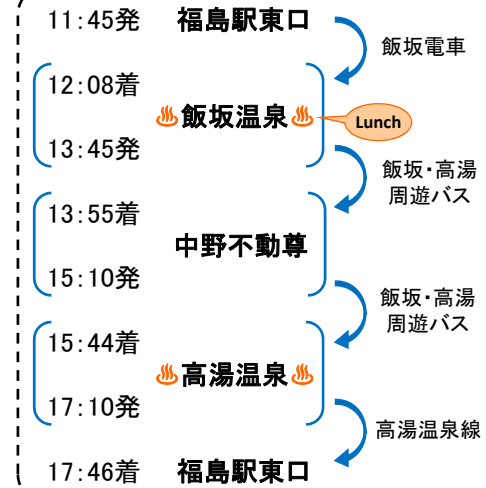 11:45発 福島駅東口
飯坂電車
12:08着
♨飯坂温泉♨
Lunch
13:45発
飯坂・高湯
周遊バス
13:55着
中野不動尊
15:10発
飯坂・高湯
周遊バス
15:44着
♨高湯温泉♨
17:10発
高湯温泉線
17:46着 福島駅東口